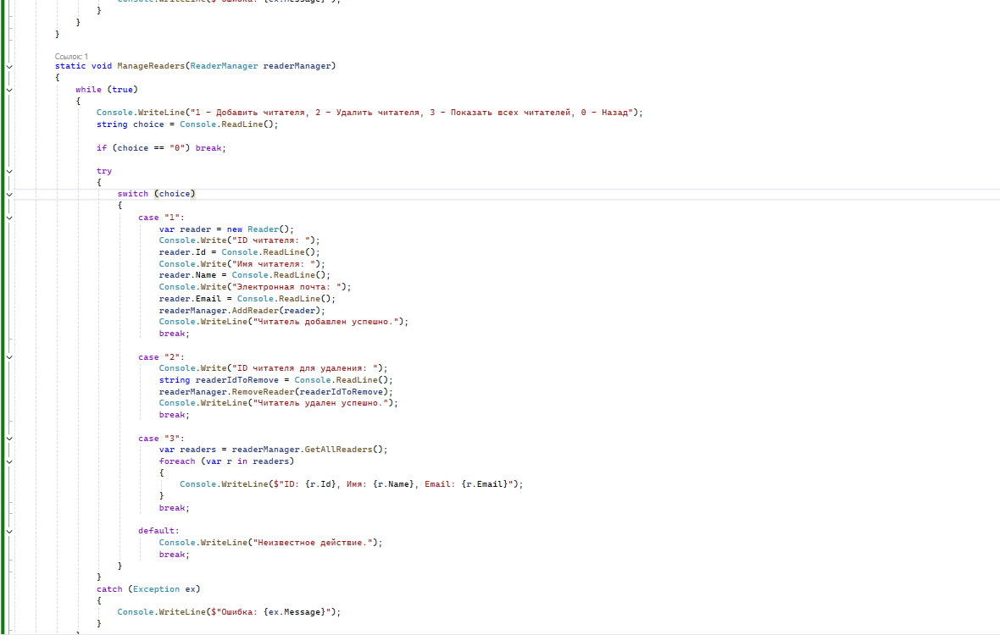 }
}
}
Ссылок: 1
static void ManageReaders(ReaderManager readerManager)
{
while (true)
{
Console.WriteLine("1 - Добавить читателя, 2 - Удалить читателя, 3 - Показать всех читателей, 0 - Назад");
string choice = Console.ReadLine();
if (choice == "0") break;
try
{
switch (choice)
{
case "1":
var reader = new Reader();
Console.Write("ID читателя: ");
reader.Id = Console.ReadLine();
Console.Write("Имя читателя: ");
reader.Name = Console.ReadLine();
Console.Write("Электронная почта: ");
reader.Email = Console.ReadLine();
readerManager.AddReader(reader);
Console.WriteLine("Читатель добавлен успешно.");
break;
case "2":
Console.Write("ID читателя для удаления: ");
string readerIdToRemove = Console.ReadLine();
readerManager.RemoveReader(readerIdToRemove);
Console.WriteLine("Читатель удален успешно.");
break;
case "3":
var readers = readerManager.GetAllReaders();
foreach (var r in readers)
{
Console.WriteLine($"ID: {r.Id}, Имя: {r.Name}, Email: {r.Email}");
}
break;
default:
Console.WriteLine("Неизвестное действие.");
break;
}
}
catch (Exception ex)
{
Console.WriteLine($"Ошибка: {ex.Message}");
}